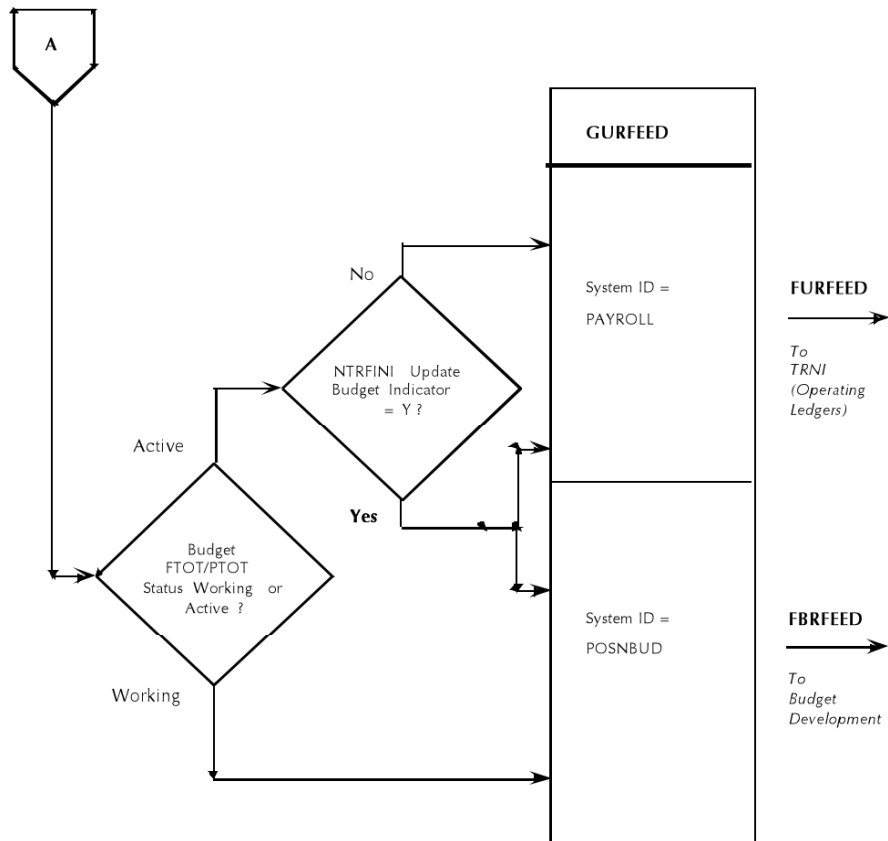 A
GURFEED
No
System ID =
PAYROLL
FURFEED
To
TRNI
(Operating
Ledgers)
NTRFINI Update
Budget Indicator
= Y ?
Active
Yes
Budget
FTOT/PTOT
Status Working or
Active ?
System ID =
POSNBUD
FBRFEED
To
Budget
Development
Working